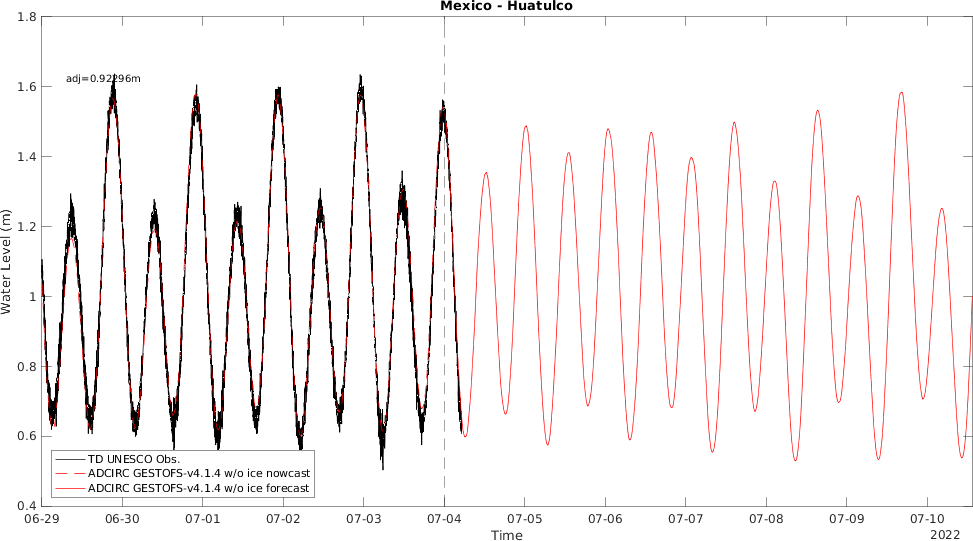 Mexico - Huatulco
1.8
1.6
1.4
1.2
1
0.8
0.6
0.4
Water Level (m)
adj=0.92296m
TD UNESCO Obs.
ADCIRC GESTOFS-v4.1.4 w/o ice nowcast
ADCIRC GESTOFS-v4.1.4 w/o ice forecast
06-29 06-30 07-01 07-02 07-03 07-04 07-05 07-06 07-07 07-08 07-09 07-10
Time
2022